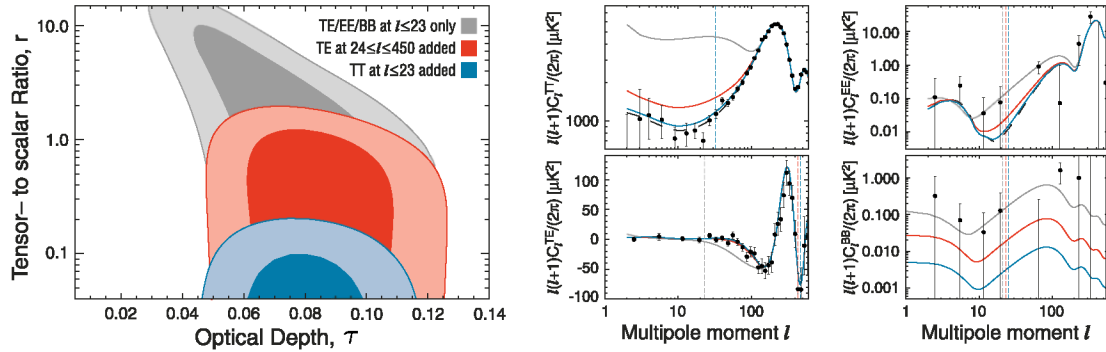 Tensor– to scalar Ratio, r
10.0
1.0
0.1
0.02 0.04 0.06 0.08 0.10 0.12 0.14
Optical Depth, τ
TE/EE/BB at l≤23 only
TE at 24≤l≤450 added
TT at l≤23 added
l(l+1)C_l^TT/(2π) [µK²]
1000
l(l+1)C_l^TE/(2π) [µK²]
100
50
0
-50
-100
1 10 100
Multipole moment l
l(l+1)C_l^EE/(2π) [µK²]
10.00
1.00
0.10
0.01
l(l+1)C_l^BB/(2π) [µK²]
1.000
0.100
0.010
0.001
1 10 100
Multipole moment l